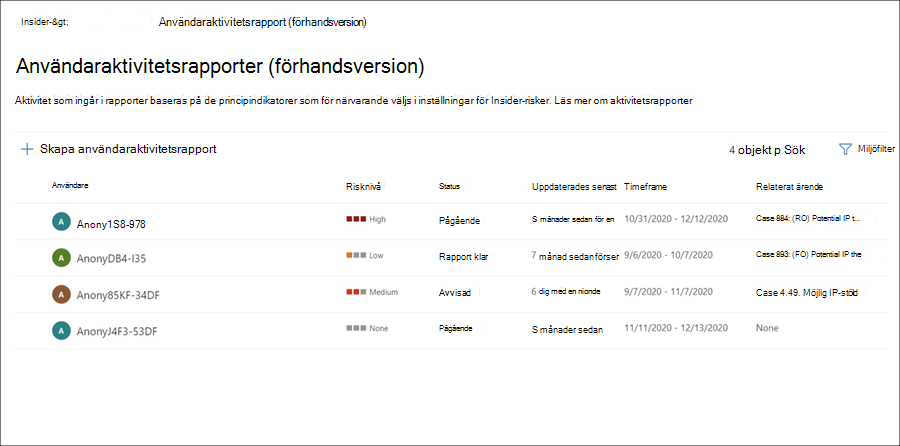 Insider-&gt; Användaraktivitetsrapport (förhandsversion)
Användaraktivitetsrapporter (förhandsversion)
Aktivitet som ingår i rapporter baseras på de principindikatorer som för närvarande väljs i inställningar för Insider-risker. Läs mer om aktivitetsrapporter
+ Skapa användaraktivitetsrapport 4 objekt p Sök Miljöfilter
Användare Risknivå Status Uppdaterades senast Timeframe Relaterat ärende
A Anony1S8-978 High Pågående S månader sedan för en 10/31/2020 - 12/12/2020 Case 884: (RO) Potential IP t...
A AnonyDB4-I35 Low Rapport klar 7 månad sedanförser 9/6/2020 - 10/7/2020 Case 893: (FO) Potential IP the
A Anony85KF-34DF Medium Avvisad 6 dig med en nionde 9/7/2020 - 11/7/2020 Case 4.49. Möjlig IP-stöld
A AnonyJ4F3-53DF None Pågående S månader sedan 11/11/2020 - 12/13/2020 None